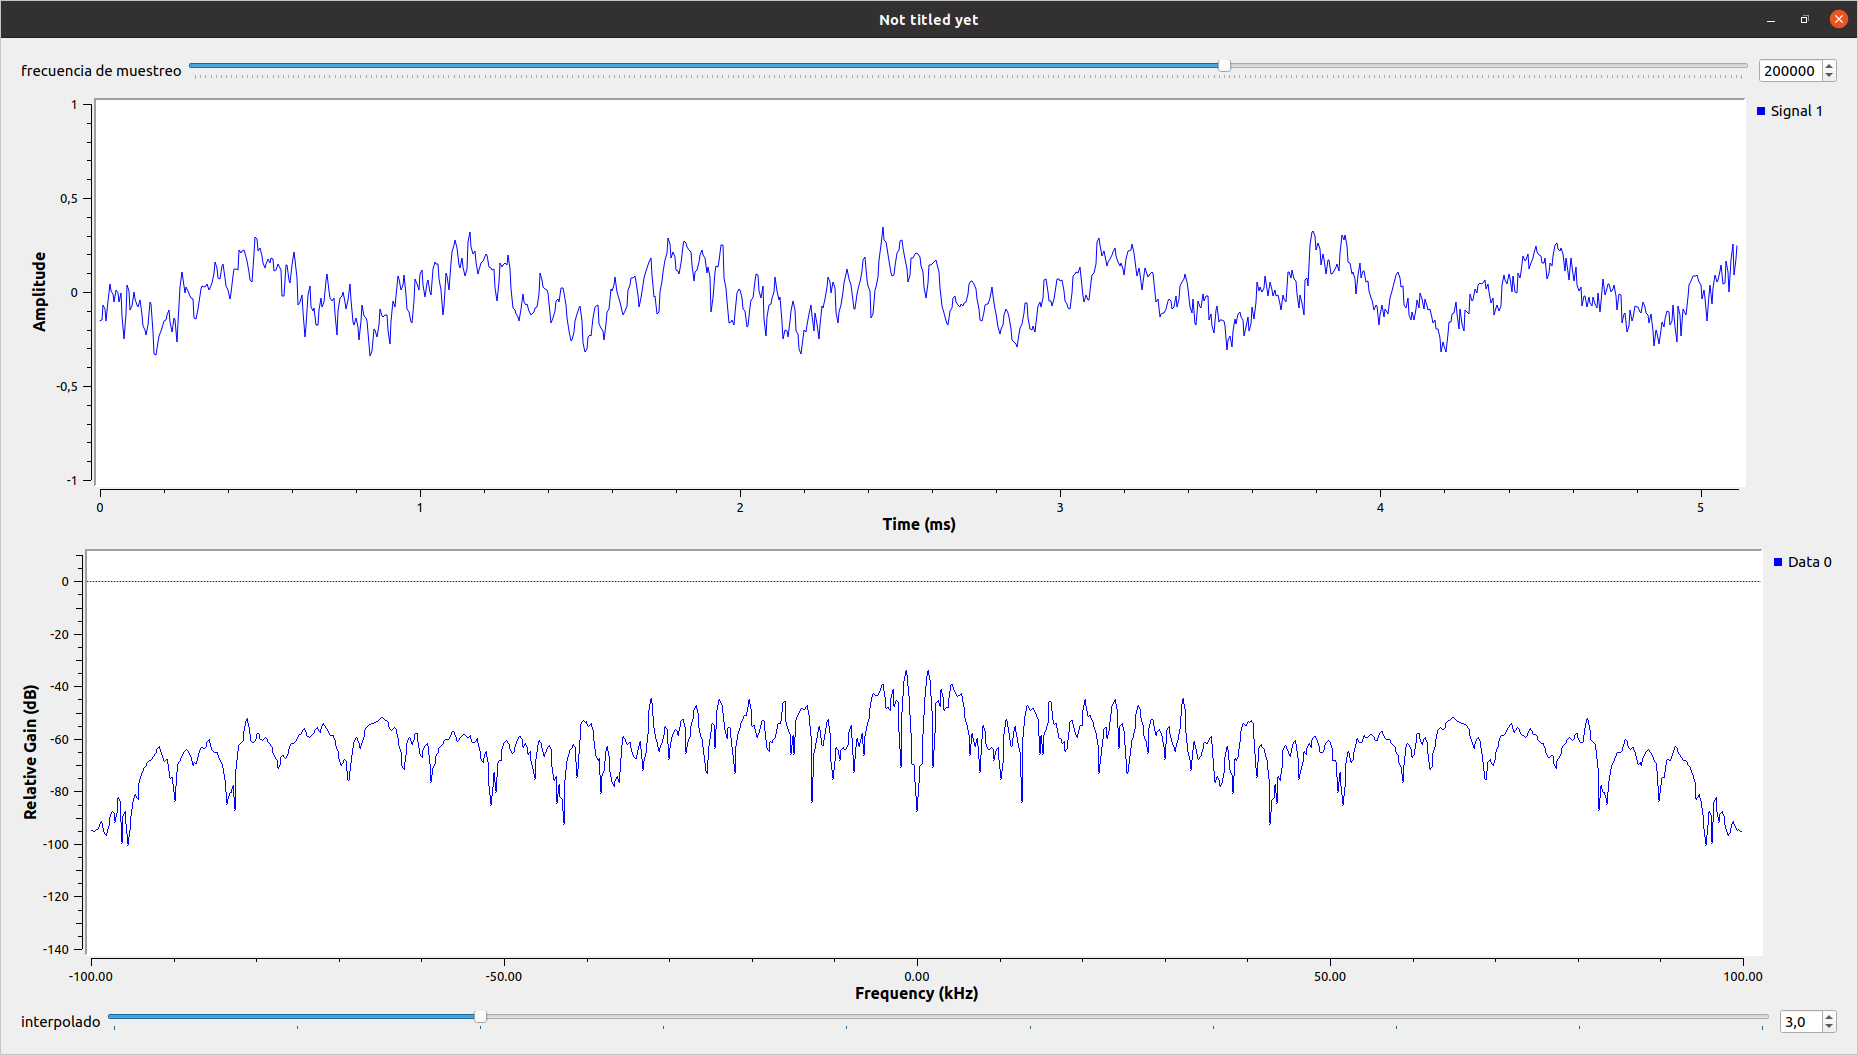 Not titled yet
frecuencia de muestreo
200000
1
0,5
0
-0,5
-1
Amplitude
Signal 1
0 1 2 3 4 5
Time (ms)
0
-20
-40
-60
-80
-100
-120
-140
Relative Gain (dB)
Data 0
-100.00 -50.00 0.00 50.00 100.00
Frequency (kHz)
interpolado
3,0